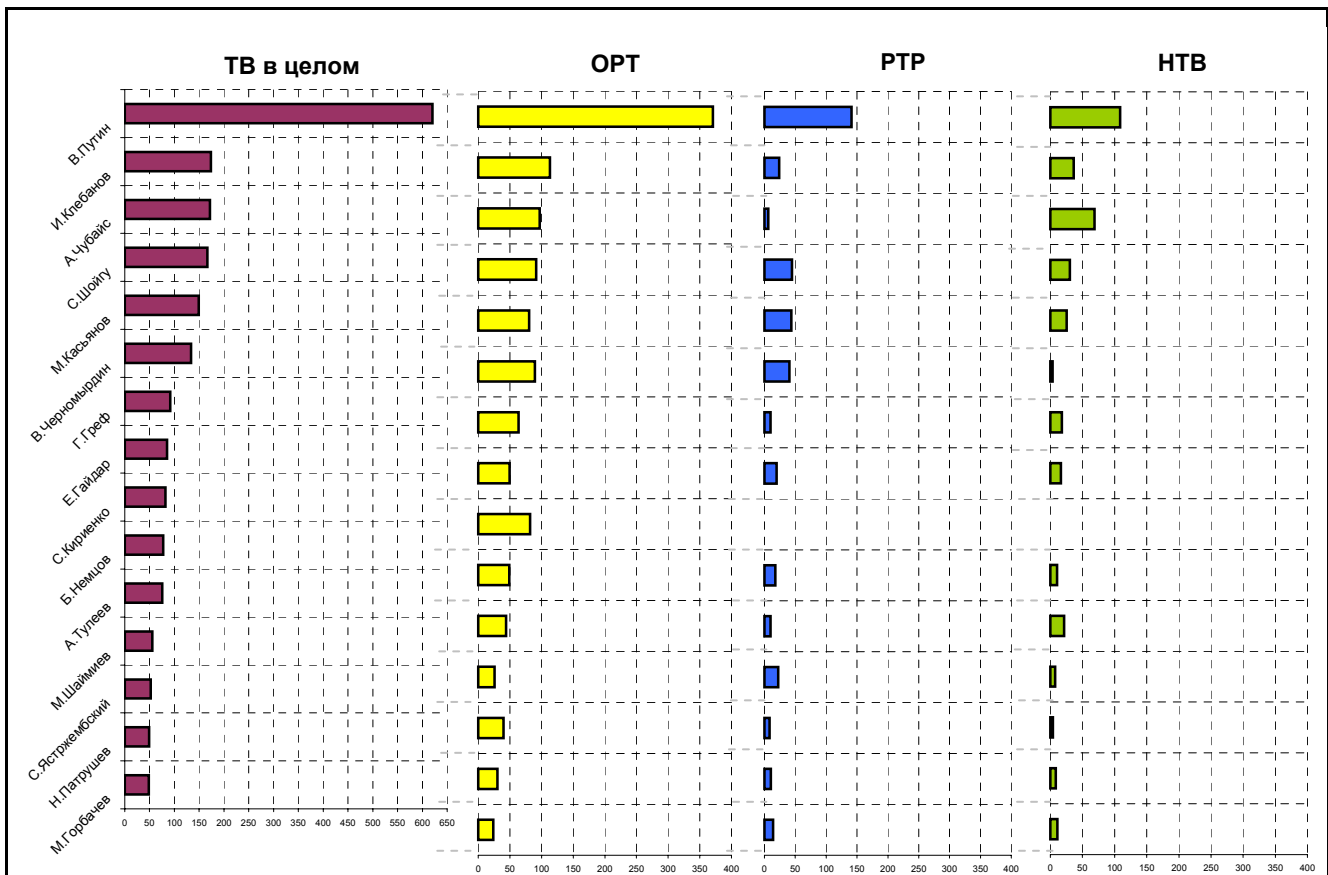 ТВ в целом
ОРТ
РТР
НТВ
В.Путин
И.Клебанов
А.Чубайс
С.Шойгу
М.Касьянов
В.Черномырдин
Г.Греф
Е.Гайдар
С.Кириенко
Б.Немцов
А.Тулеев
М.Шаймиев
С.Ястржембский
Н.Патрушев
М.Горбачев
0 50 100 150 200 250 300 350 400 450 500 550 600 650
0 50 100 150 200 250 300 350 400
0 50 100 150 200 250 300 350 400
0 50 100 150 200 250 300 350 400